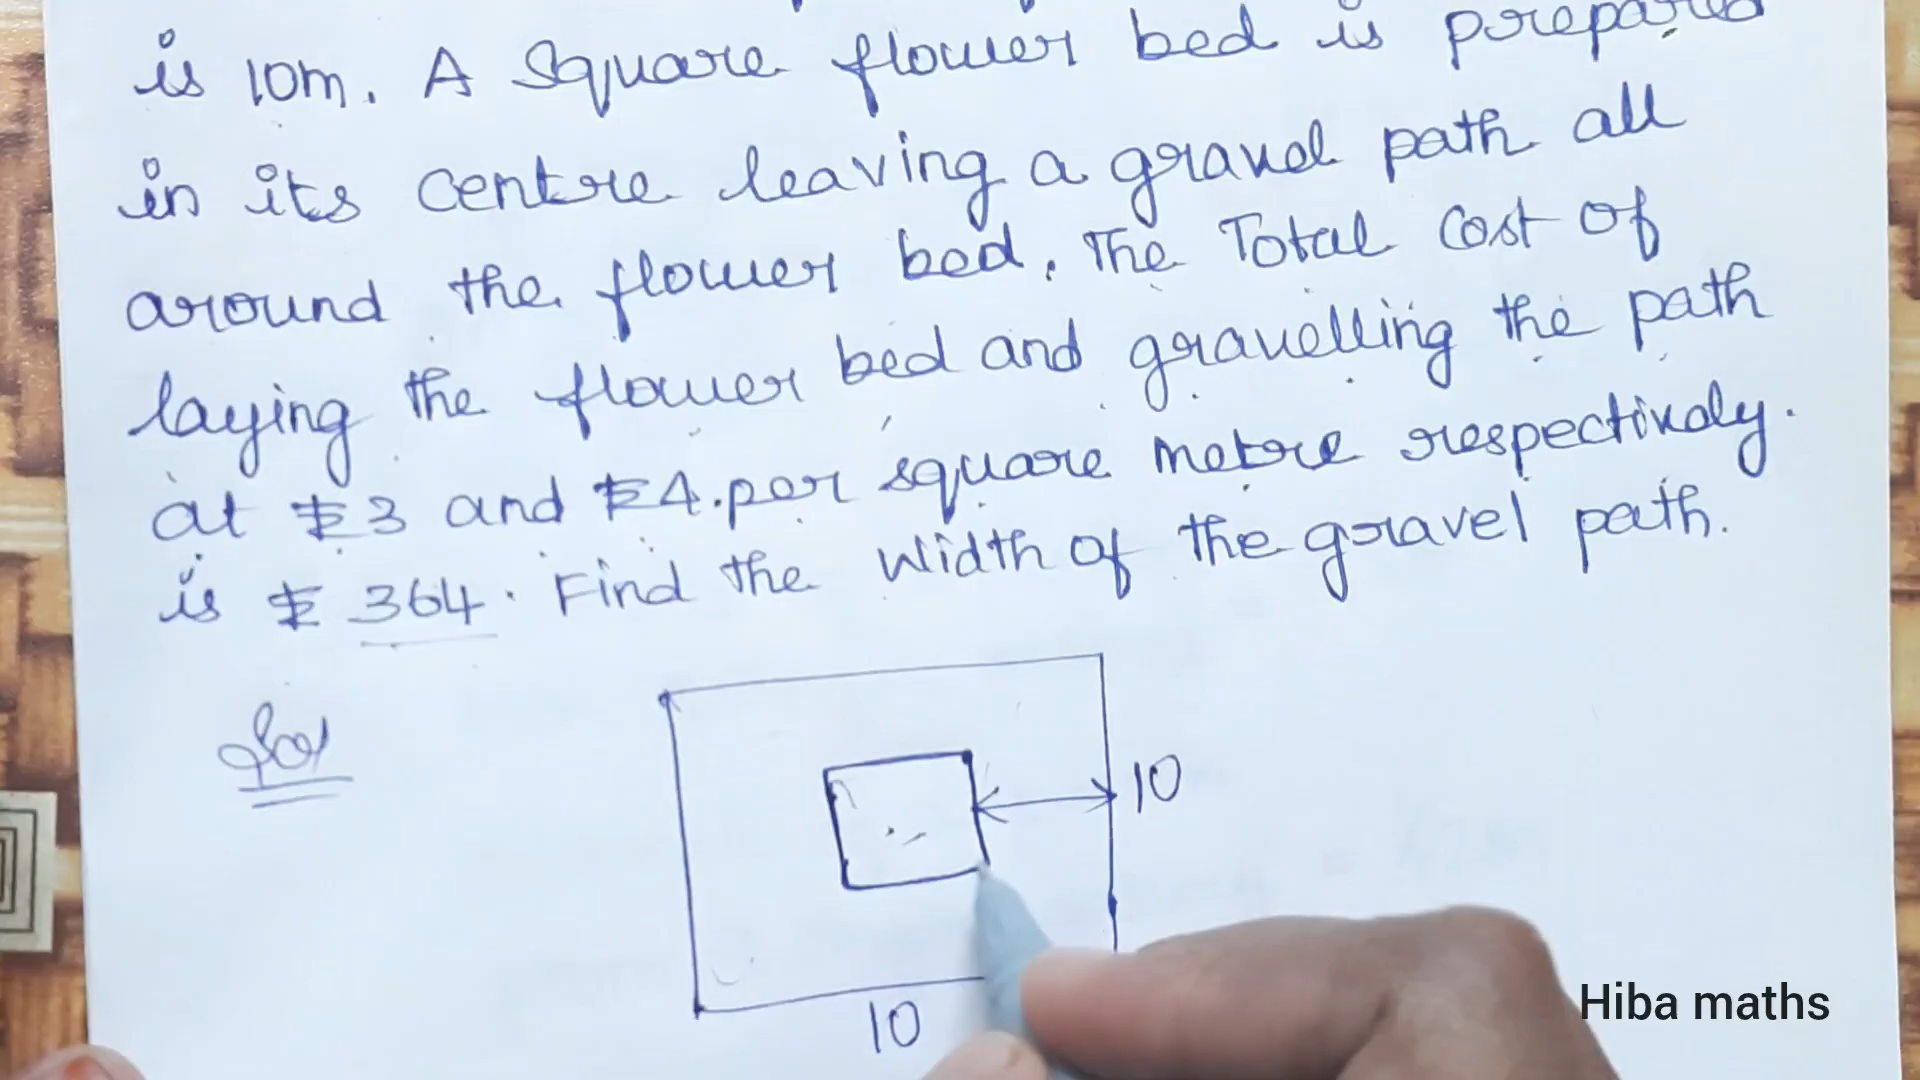 is 10m. A Square flower bed is prepared
in its Centre leaving a gravel path all
around the flower bed. The Total Cost of
laying the flower bed and gravelling the path
at ₹3 and ₹4.per square metre respectively.
is ₹ 364. Find the width of the gravel path.
Sol
10
10
Hiba maths